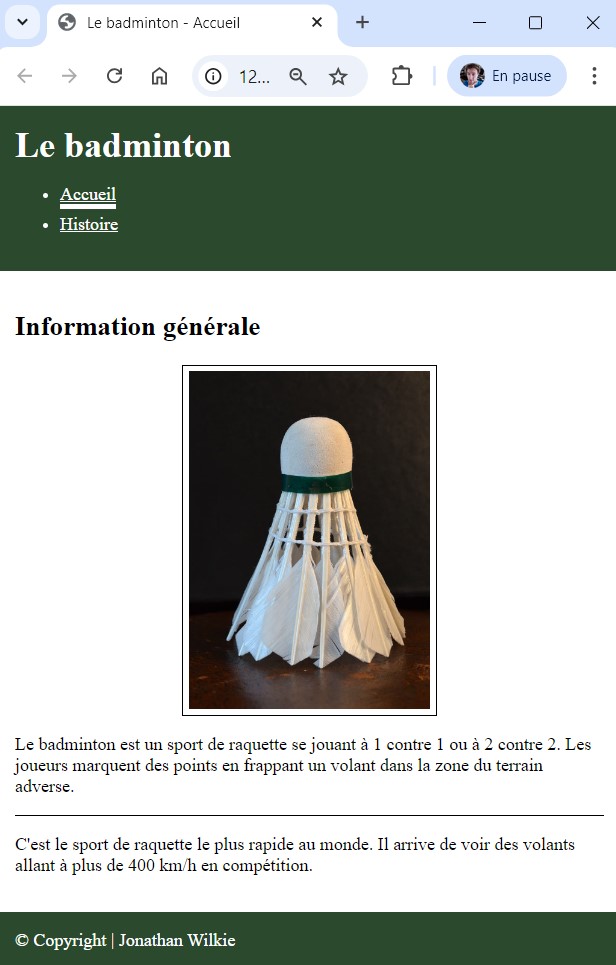 Le badminton - Accueil
12...
En pause
Le badminton
Accueil
Histoire
Information générale
Le badminton est un sport de raquette se jouant à 1 contre 1 ou à 2 contre 2. Les
joueurs marquent des points en frappant un volant dans la zone du terrain
adverse.
C'est le sport de raquette le plus rapide au monde. Il arrive de voir des volants
allant à plus de 400 km/h en compétition.
© Copyright | Jonathan Wilkie